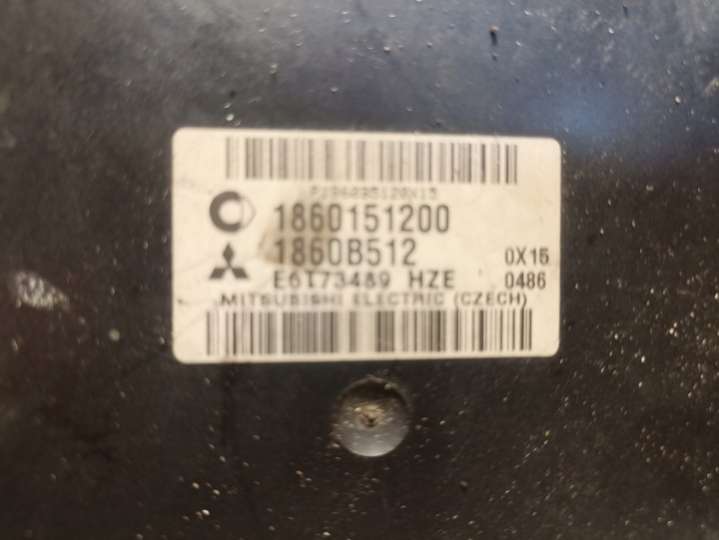 1860151200
1860B512
0X15
E6T73489 HZE
0486
MITSUBISHI ELECTRIC (CZECH)